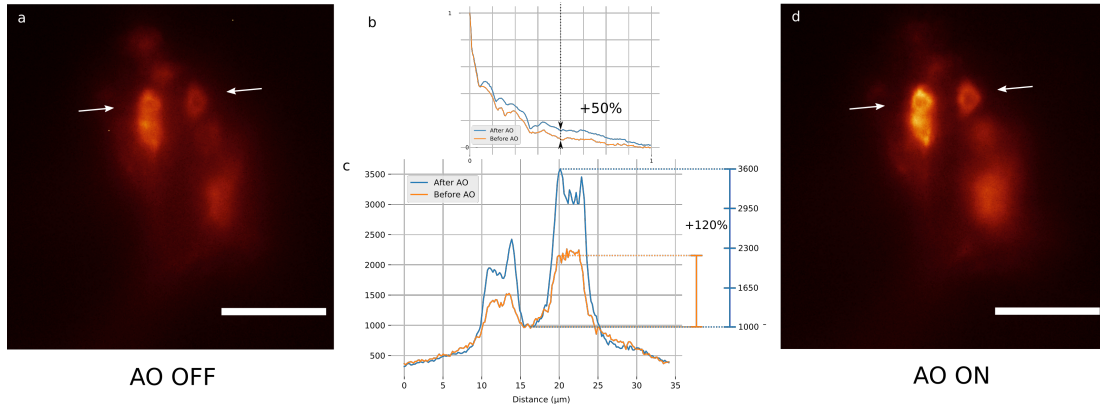 a
AO OFF
b
1
0
0
1
+50%
After AO
Before AO
c
3500
3000
2500
2000
1500
1000
500
After AO
Before AO
0
5
10
15
20
25
30
35
Distance (μm)
+120%
3600
2950
2300
1650
1000
d
AO ON